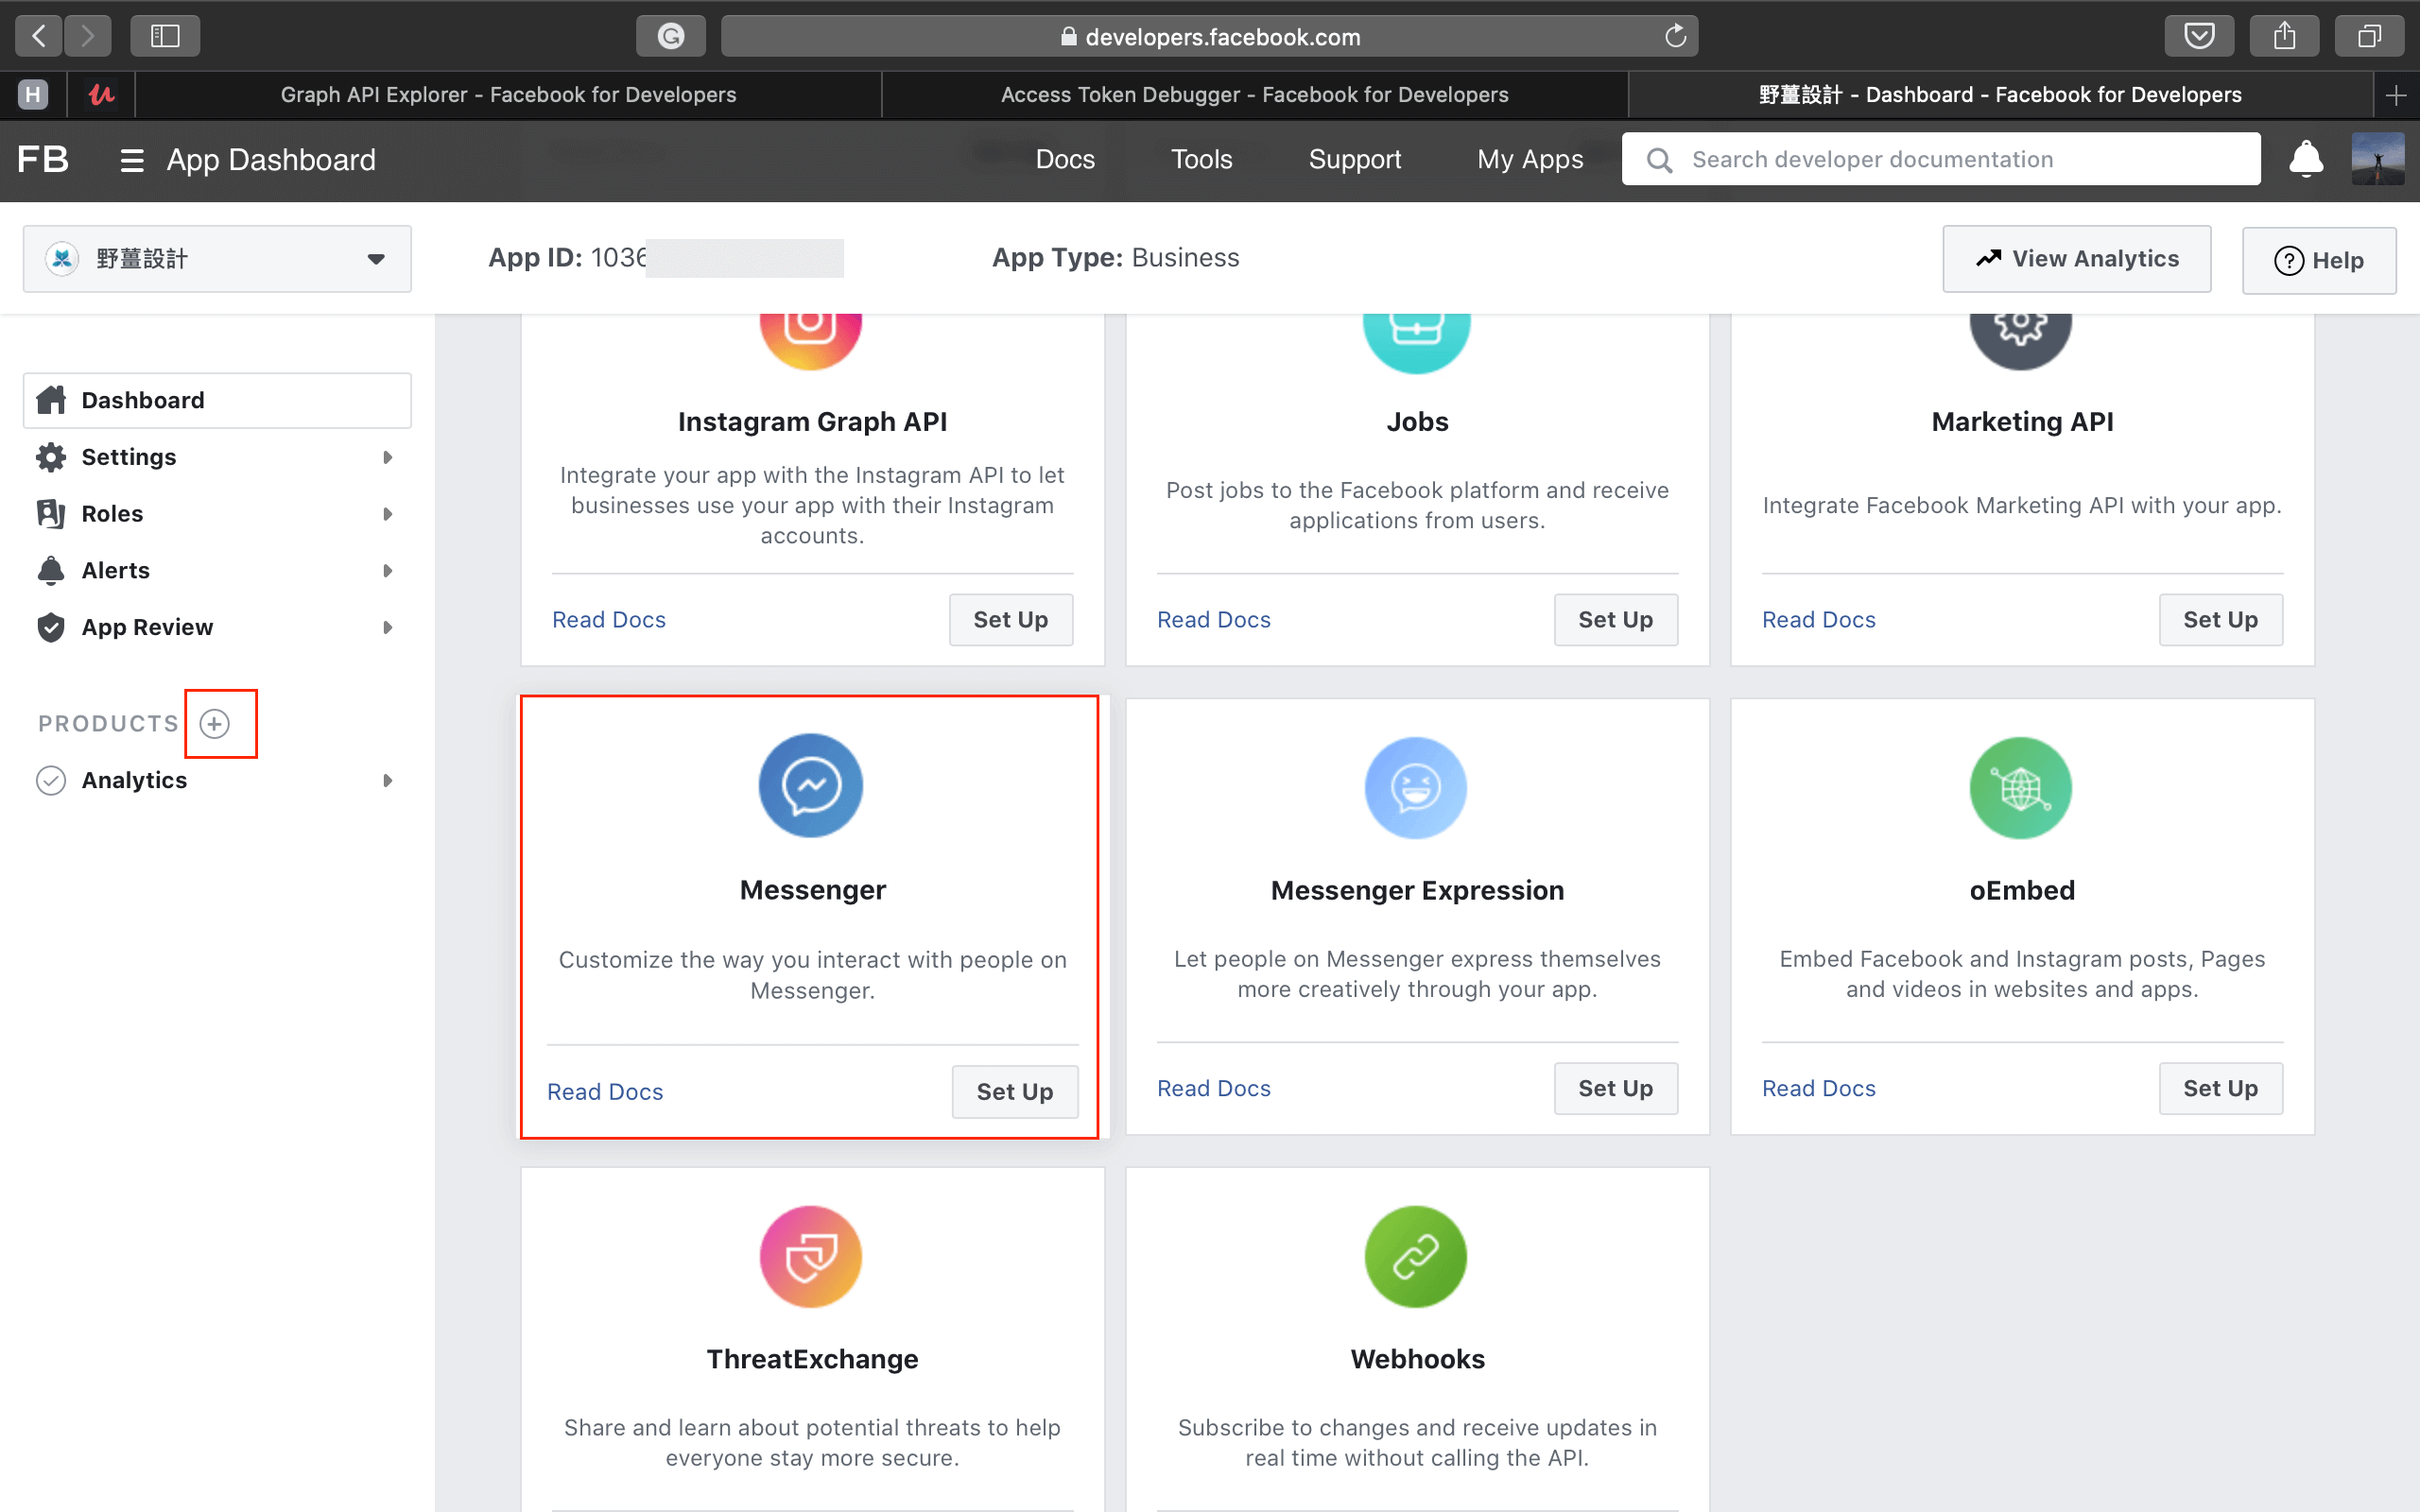 developers.facebook.com
H
Graph API Explorer - Facebook for Developers
Access Token Debugger - Facebook for Developers
野薑設計 - Dashboard - Facebook for Developers
FB
App Dashboard
Docs
Tools
Support
My Apps
Search developer documentation
野薑設計
App ID: 1036
App Type: Business
View Analytics
Help
Dashboard
Settings
Roles
Alerts
App Review
PRODUCTS
Analytics
Instagram Graph API
Integrate your app with the Instagram API to let
businesses use your app with their Instagram
accounts.
Read Docs
Set Up
Jobs
Post jobs to the Facebook platform and receive
applications from users.
Read Docs
Set Up
Marketing API
Integrate Facebook Marketing API with your app.
Read Docs
Set Up
Messenger
Customize the way you interact with people on
Messenger.
Read Docs
Set Up
Messenger Expression
Let people on Messenger express themselves
more creatively through your app.
Read Docs
Set Up
oEmbed
Embed Facebook and Instagram posts, Pages
and videos in websites and apps.
Read Docs
Set Up
ThreatExchange
Share and learn about potential threats to help
everyone stay more secure.
Webhooks
Subscribe to changes and receive updates in
real time without calling the API.